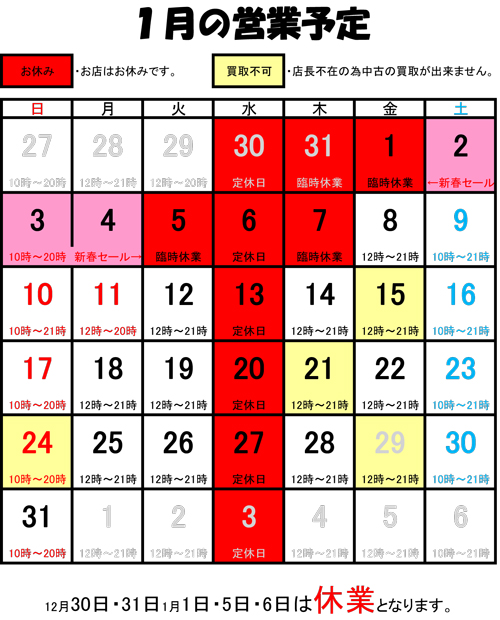 1月の営業予定
お休み ・お店はお休みです。 買取不可 ・店長不在の為中古の買取が出来ません。
日 月 火 水 木 金 土
27 28 29 30 31 1 2
10時～20時 12時～21時 12時～20時 定休日 臨時休業 臨時休業 ←新春セール
3 4 5 6 7 8 9
10時～20時 新春セール→ 臨時休業 定休日 臨時休業 12時～21時 10時～21時
10 11 12 13 14 15 16
10時～21時 12時～20時 12時～21時 定休日 12時～21時 12時～21時 10時～21時
17 18 19 20 21 22 23
10時～20時 12時～21時 12時～21時 定休日 12時～21時 12時～21時 10時～21時
24 25 26 27 28 29 30
10時～20時 12時～21時 12時～21時 定休日 12時～21時 12時～21時 10時～21時
31 1 2 3 4 5 6
10時～20時 12時～21時 12時～21時 定休日 12時～21時 12時～21時 10時～21時
12月30日・31日1月1日・5日・6日は休業となります。